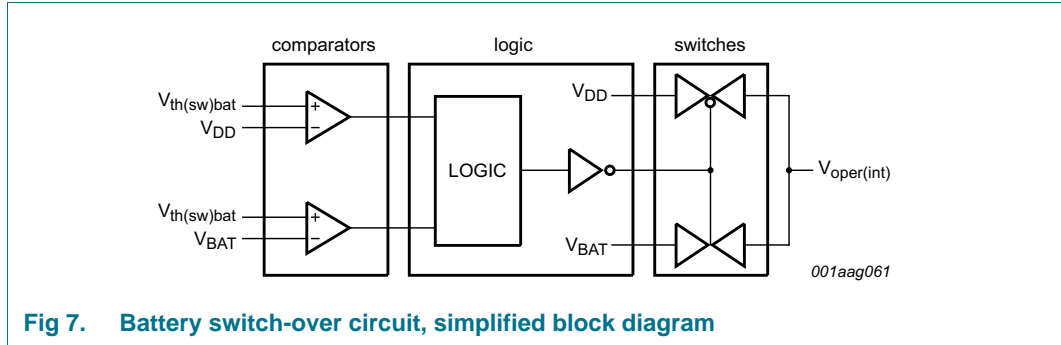 comparators logic switches
Vth(sw)bat
+
VDD
−
LOGIC
VDD
Voper(int)
Vth(sw)bat
+
VBAT
−
VBAT
001aag061
Fig 7. Battery switch-over circuit, simplified block diagram